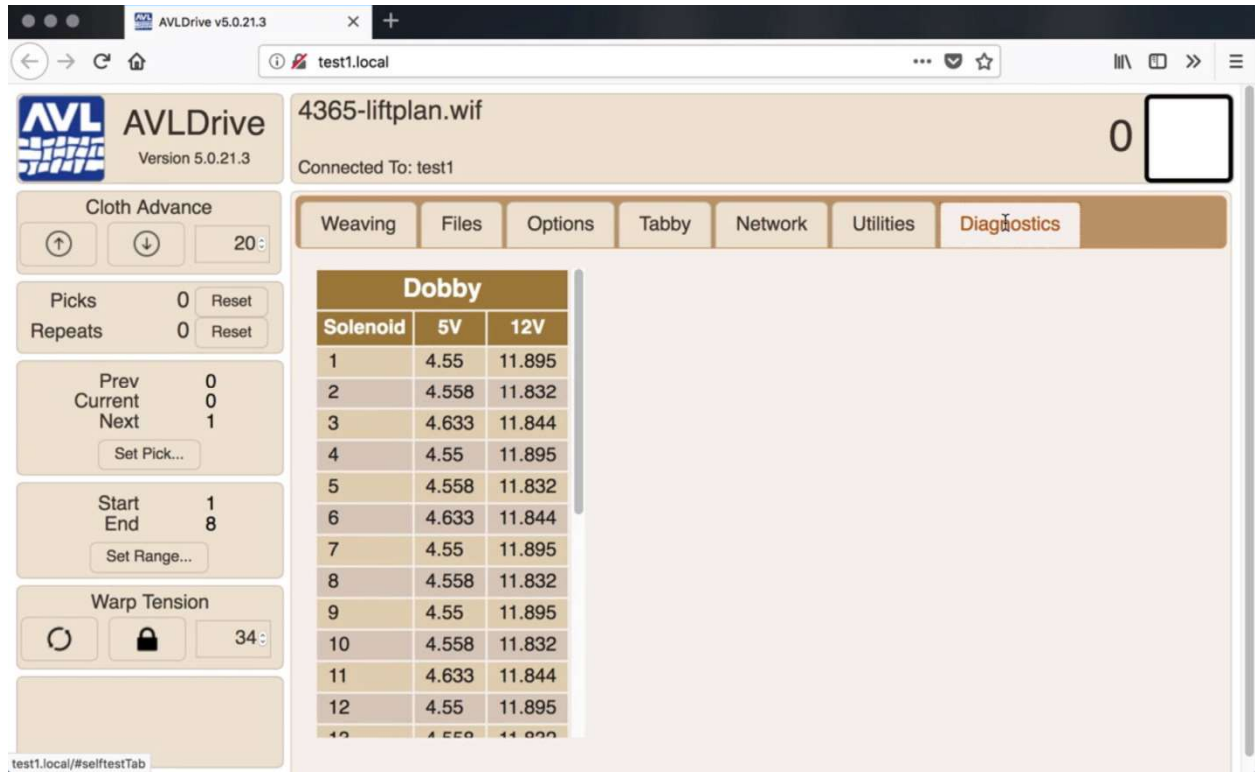 AVLDrive v5.0.21.3
test1.local
AVL
AVLDrive
Version 5.0.21.3
4365-liftplan.wif
Connected To: test1
0
Cloth Advance
20
Picks 0 Reset
Repeats 0 Reset
Prev 0
Current 0
Next 1
Set Pick...
Start 1
End 8
Set Range...
Warp Tension
34
Weaving Files Options Tabby Network Utilities Diagnostics
Dobby
Solenoid 5V 12V
1 4.55 11.895
2 4.558 11.832
3 4.633 11.844
4 4.55 11.895
5 4.558 11.832
6 4.633 11.844
7 4.55 11.895
8 4.558 11.832
9 4.55 11.895
10 4.558 11.832
11 4.633 11.844
12 4.55 11.895
test1.local/#selftestTab